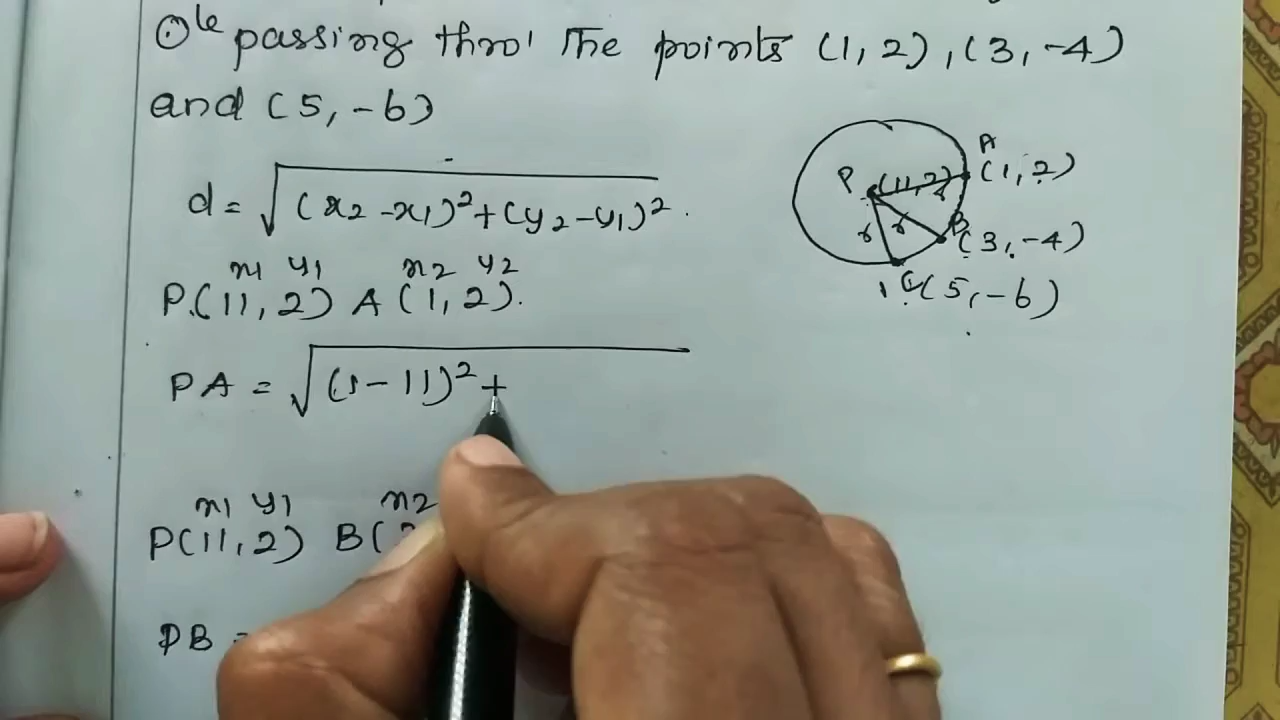 ⊙le passing thro' the points (1, 2), (3, -4)
and (5, -6)
d = √(x2 - x1)² + (y2 - y1)².
x1 y1 x2 y2
P.(11, 2) A (1, 2).
PA = √(1 - 11)² +
x1 y1 x2
P(11, 2) B(
PB =
A
P (11, 2) (1, 2)
r r B (3, -4)
C (5, -6)